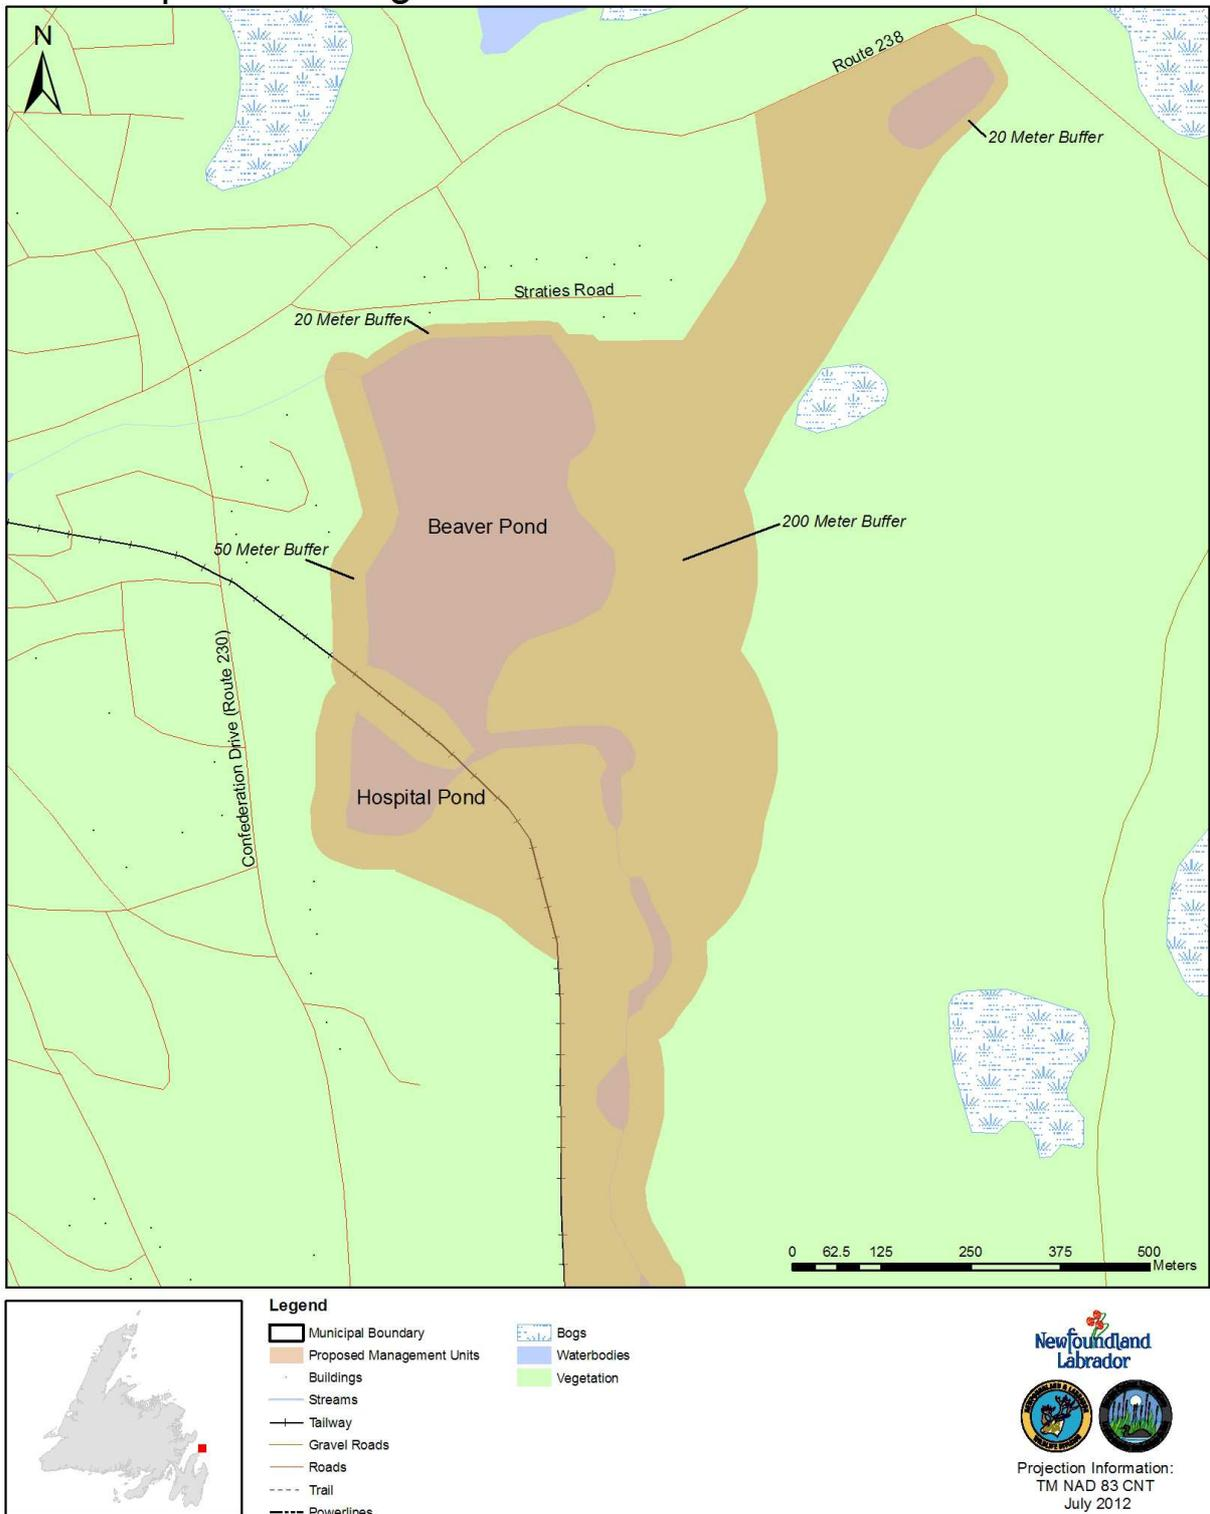 N
Route 238
20 Meter Buffer
Straties Road
20 Meter Buffer
Beaver Pond
200 Meter Buffer
50 Meter Buffer
Confederation Drive (Route 230)
Hospital Pond
0 62.5 125 250 375 500
Meters
Legend
Municipal Boundary
Proposed Management Units
Buildings
Streams
Tailway
Gravel Roads
Roads
Trail
Powerlines
Bogs
Waterbodies
Vegetation
Newfoundland
Labrador
Projection Information:
TM NAD 83 CNT
July 2012